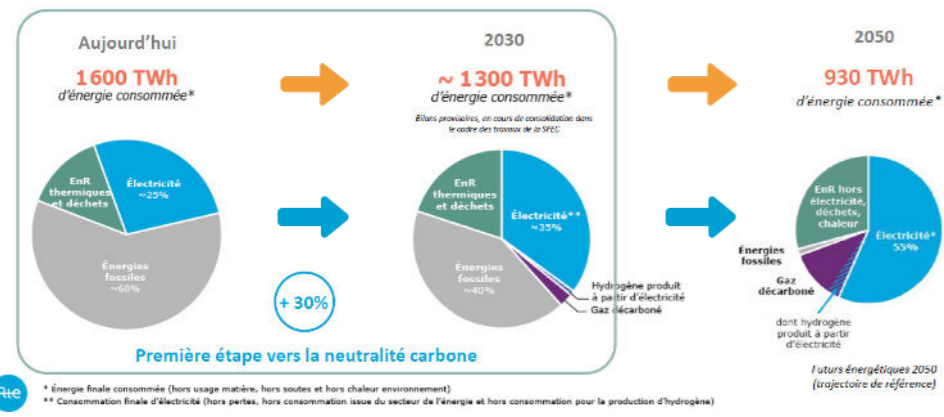 Aujourd'hui
1600 TWh
d'énergie consommée*
2030
~ 1300 TWh
d'énergie consommée*
Bilans provisoires, en cours de consolidation dans
le cadre des travaux de la SFEC
2050
930 TWh
d'énergie consommée*
EnR
thermiques
et déchets
Électricité
~25%
Énergies
fossiles
~60%
+ 30%
EnR
thermiques
et déchets
Électricité**
~35%
Énergies
fossiles
~40%
Hydrogène produit
à partir d'électricité
Gaz décarboné
EnR hors
électricité,
déchets,
chaleur
Électricité*
55%
Énergies
fossiles
Gaz
décarboné
dont hydrogène
produit à partir
d'électricité
Première étape vers la neutralité carbone
Futurs énergétiques 2050
(trajectoire de référence)
Rte
* Énergie finale consommée (hors usage matière, hors soutes et hors chaleur environnement)
** Consommation finale d'électricité (hors pertes, hors consommation issue du secteur de l'énergie et hors consommation pour la production d'hydrogène)